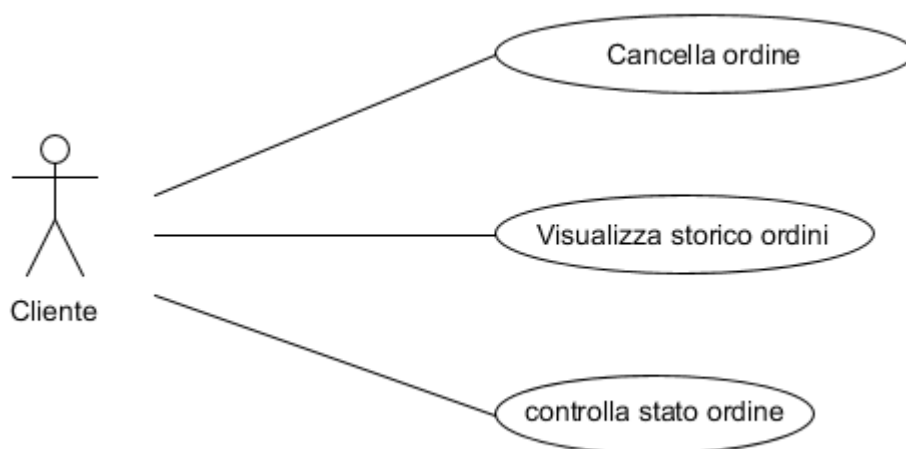 Cancella ordine
Visualizza storico ordini
Cliente
controlla stato ordine